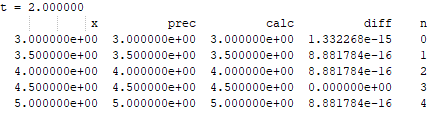 t = 2.000000
x prec calc diff n
3.000000e+00 3.000000e+00 3.000000e+00 1.332268e-15 0
3.500000e+00 3.500000e+00 3.500000e+00 8.881784e-16 1
4.000000e+00 4.000000e+00 4.000000e+00 8.881784e-16 2
4.500000e+00 4.500000e+00 4.500000e+00 0.000000e+00 3
5.000000e+00 5.000000e+00 5.000000e+00 8.881784e-16 4